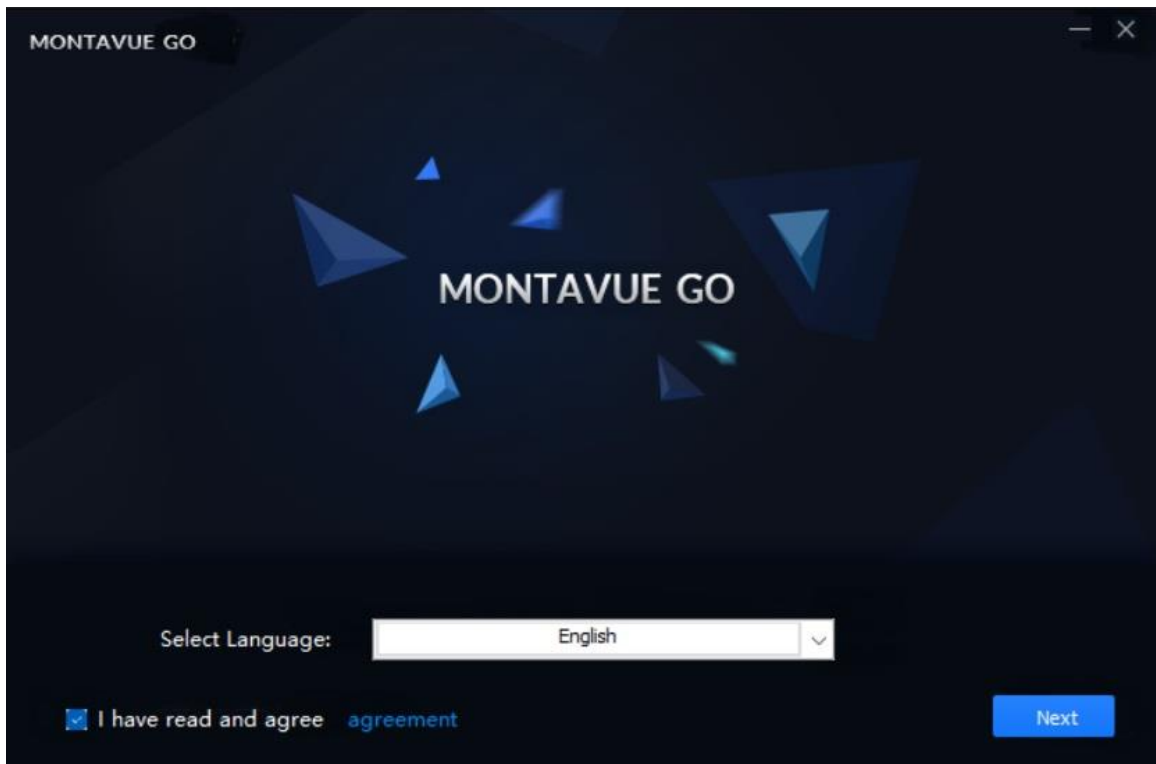 MONTAVUE GO
MONTAVUE GO
Select Language: English
I have read and agree agreement
Next